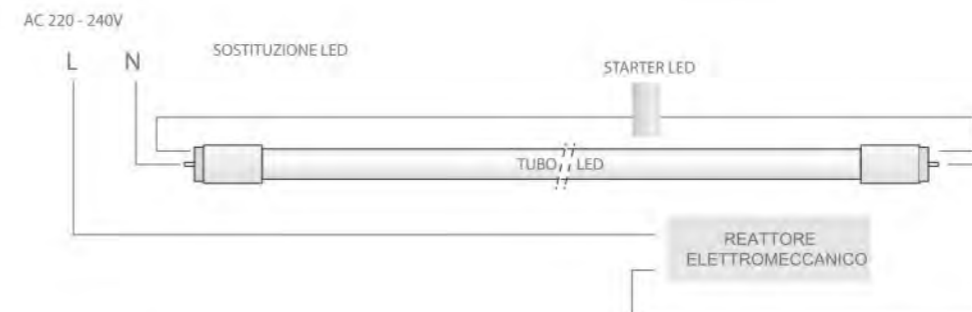 AC 220 - 240V
L N
SOSTITUZIONE LED
STARTER LED
TUBO LED
REATTORE
ELETTROMECCANICO